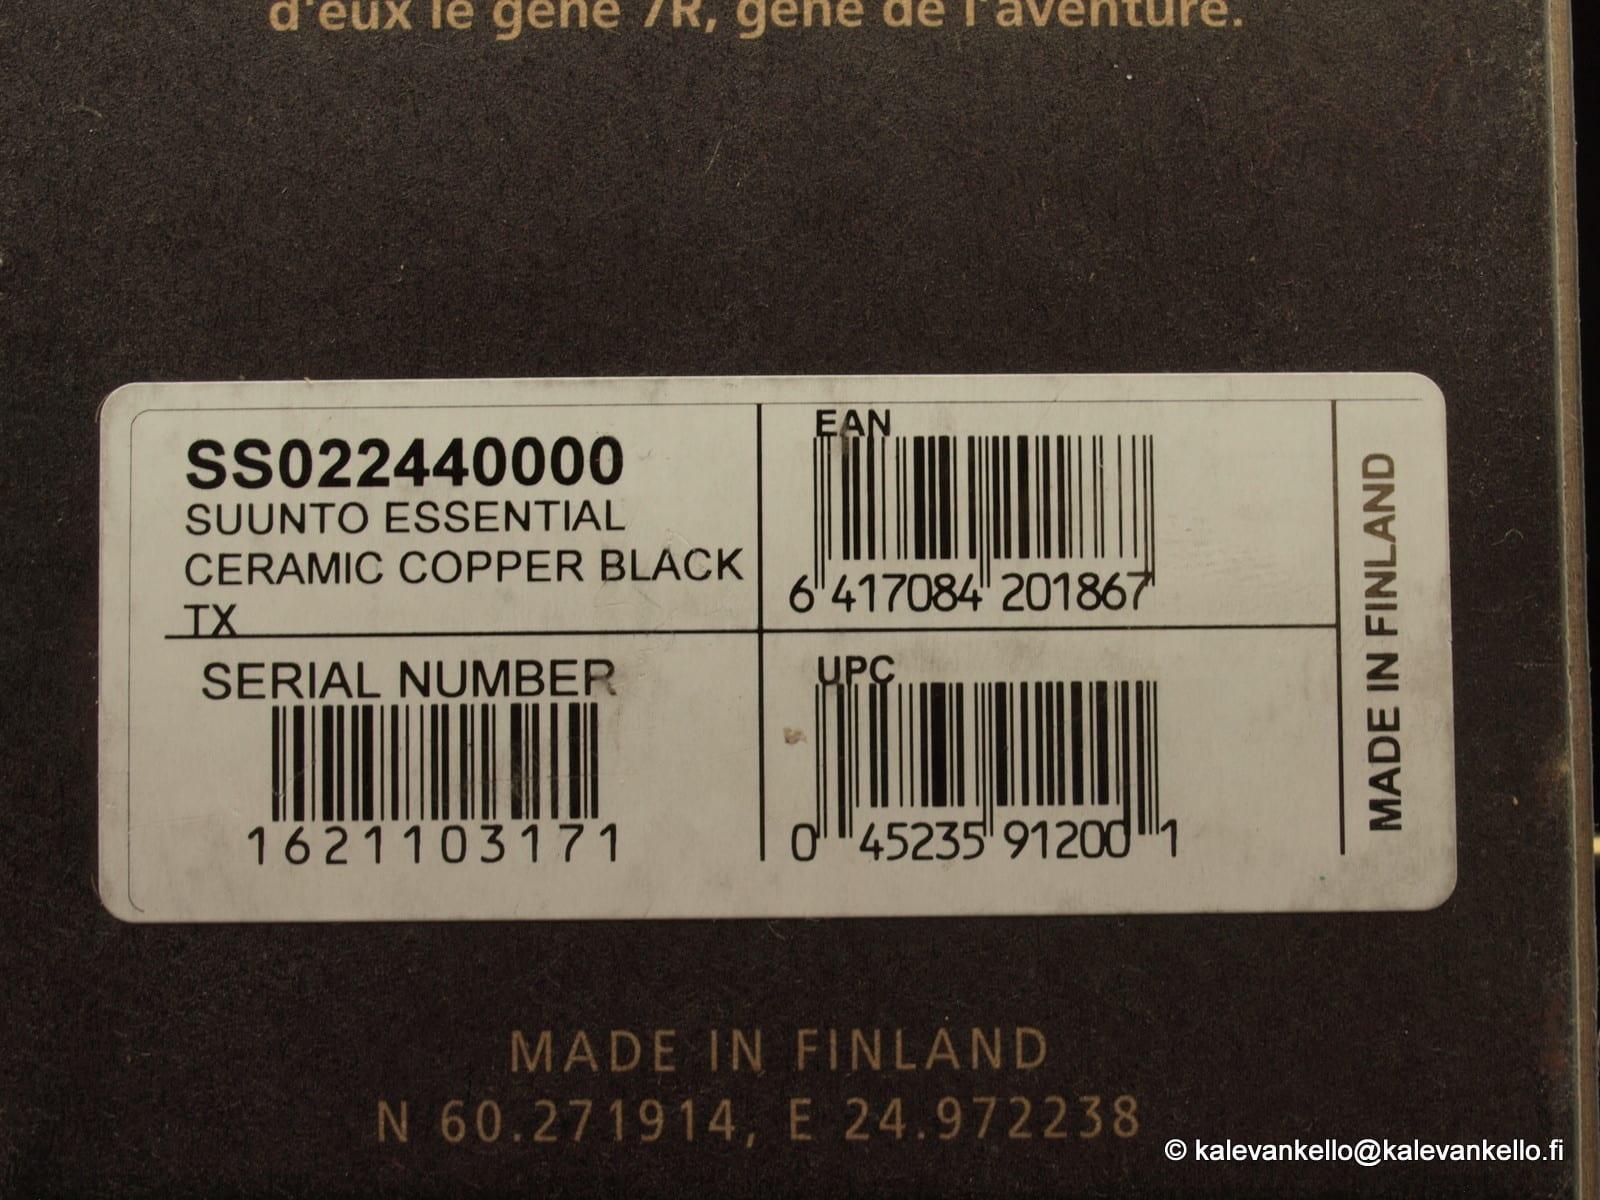 d'eux le gène 7R, gène de l'aventure.
SS022440000
SUUNTO ESSENTIAL
CERAMIC COPPER BLACK
TX
SERIAL NUMBER
1621103171
EAN
6 417084 201867
UPC
0 45235 91200 1
MADE IN FINLAND
MADE IN FINLAND
N 60.271914, E 24.972238
© kalevankello@kalevankello.fi